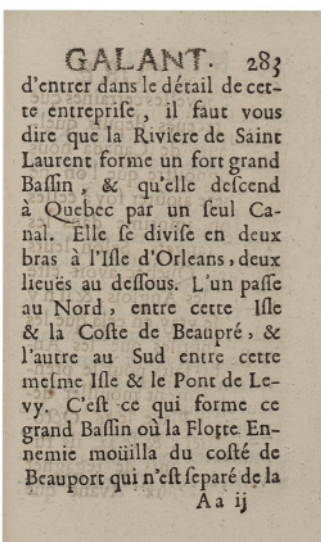 GALANT. 283
d'entrer dans le détail de cet-
te entreprise, il faut vous
dire que la Riviere de Saint
Laurent forme un fort grand
Bassin, & qu'elle descend
à Quebec par un seul Ca-
nal. Elle se divise en deux
bras à l'Isle d'Orleans, deux
lieuës au dessous. L'un passe
au Nord, entre cette Isle
& la Coste de Beaupré, &
l'autre au Sud entre cette
mesme Isle & le Pont de Le-
vy. C'est ce qui forme ce
grand Bassin où la Flotte En-
nemie moüilla du costé de
Beauport qui n'est separé de la
A a ij